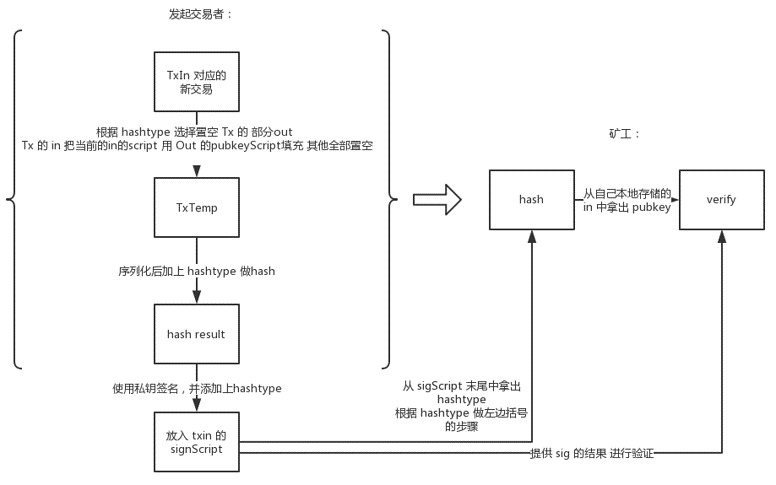 发起交易者：
TxIn 对应的
新交易
根据 hashtype 选择置空 Tx 的 部分out
Tx 的 in 把当前的in的script 用 Out 的pubkeyScript填充 其他全部置空
TxTemp
序列化后加上 hashtype 做hash
hash result
使用私钥签名，并添加上hashtype
放入 txin 的
signScript
矿工：
hash
从自己本地存储的
in 中拿出 pubkey
verify
从 sigScript 末尾中拿出
hashtype
根据 hashtype 做左边括号
的步骤
提供 sig 的结果 进行验证